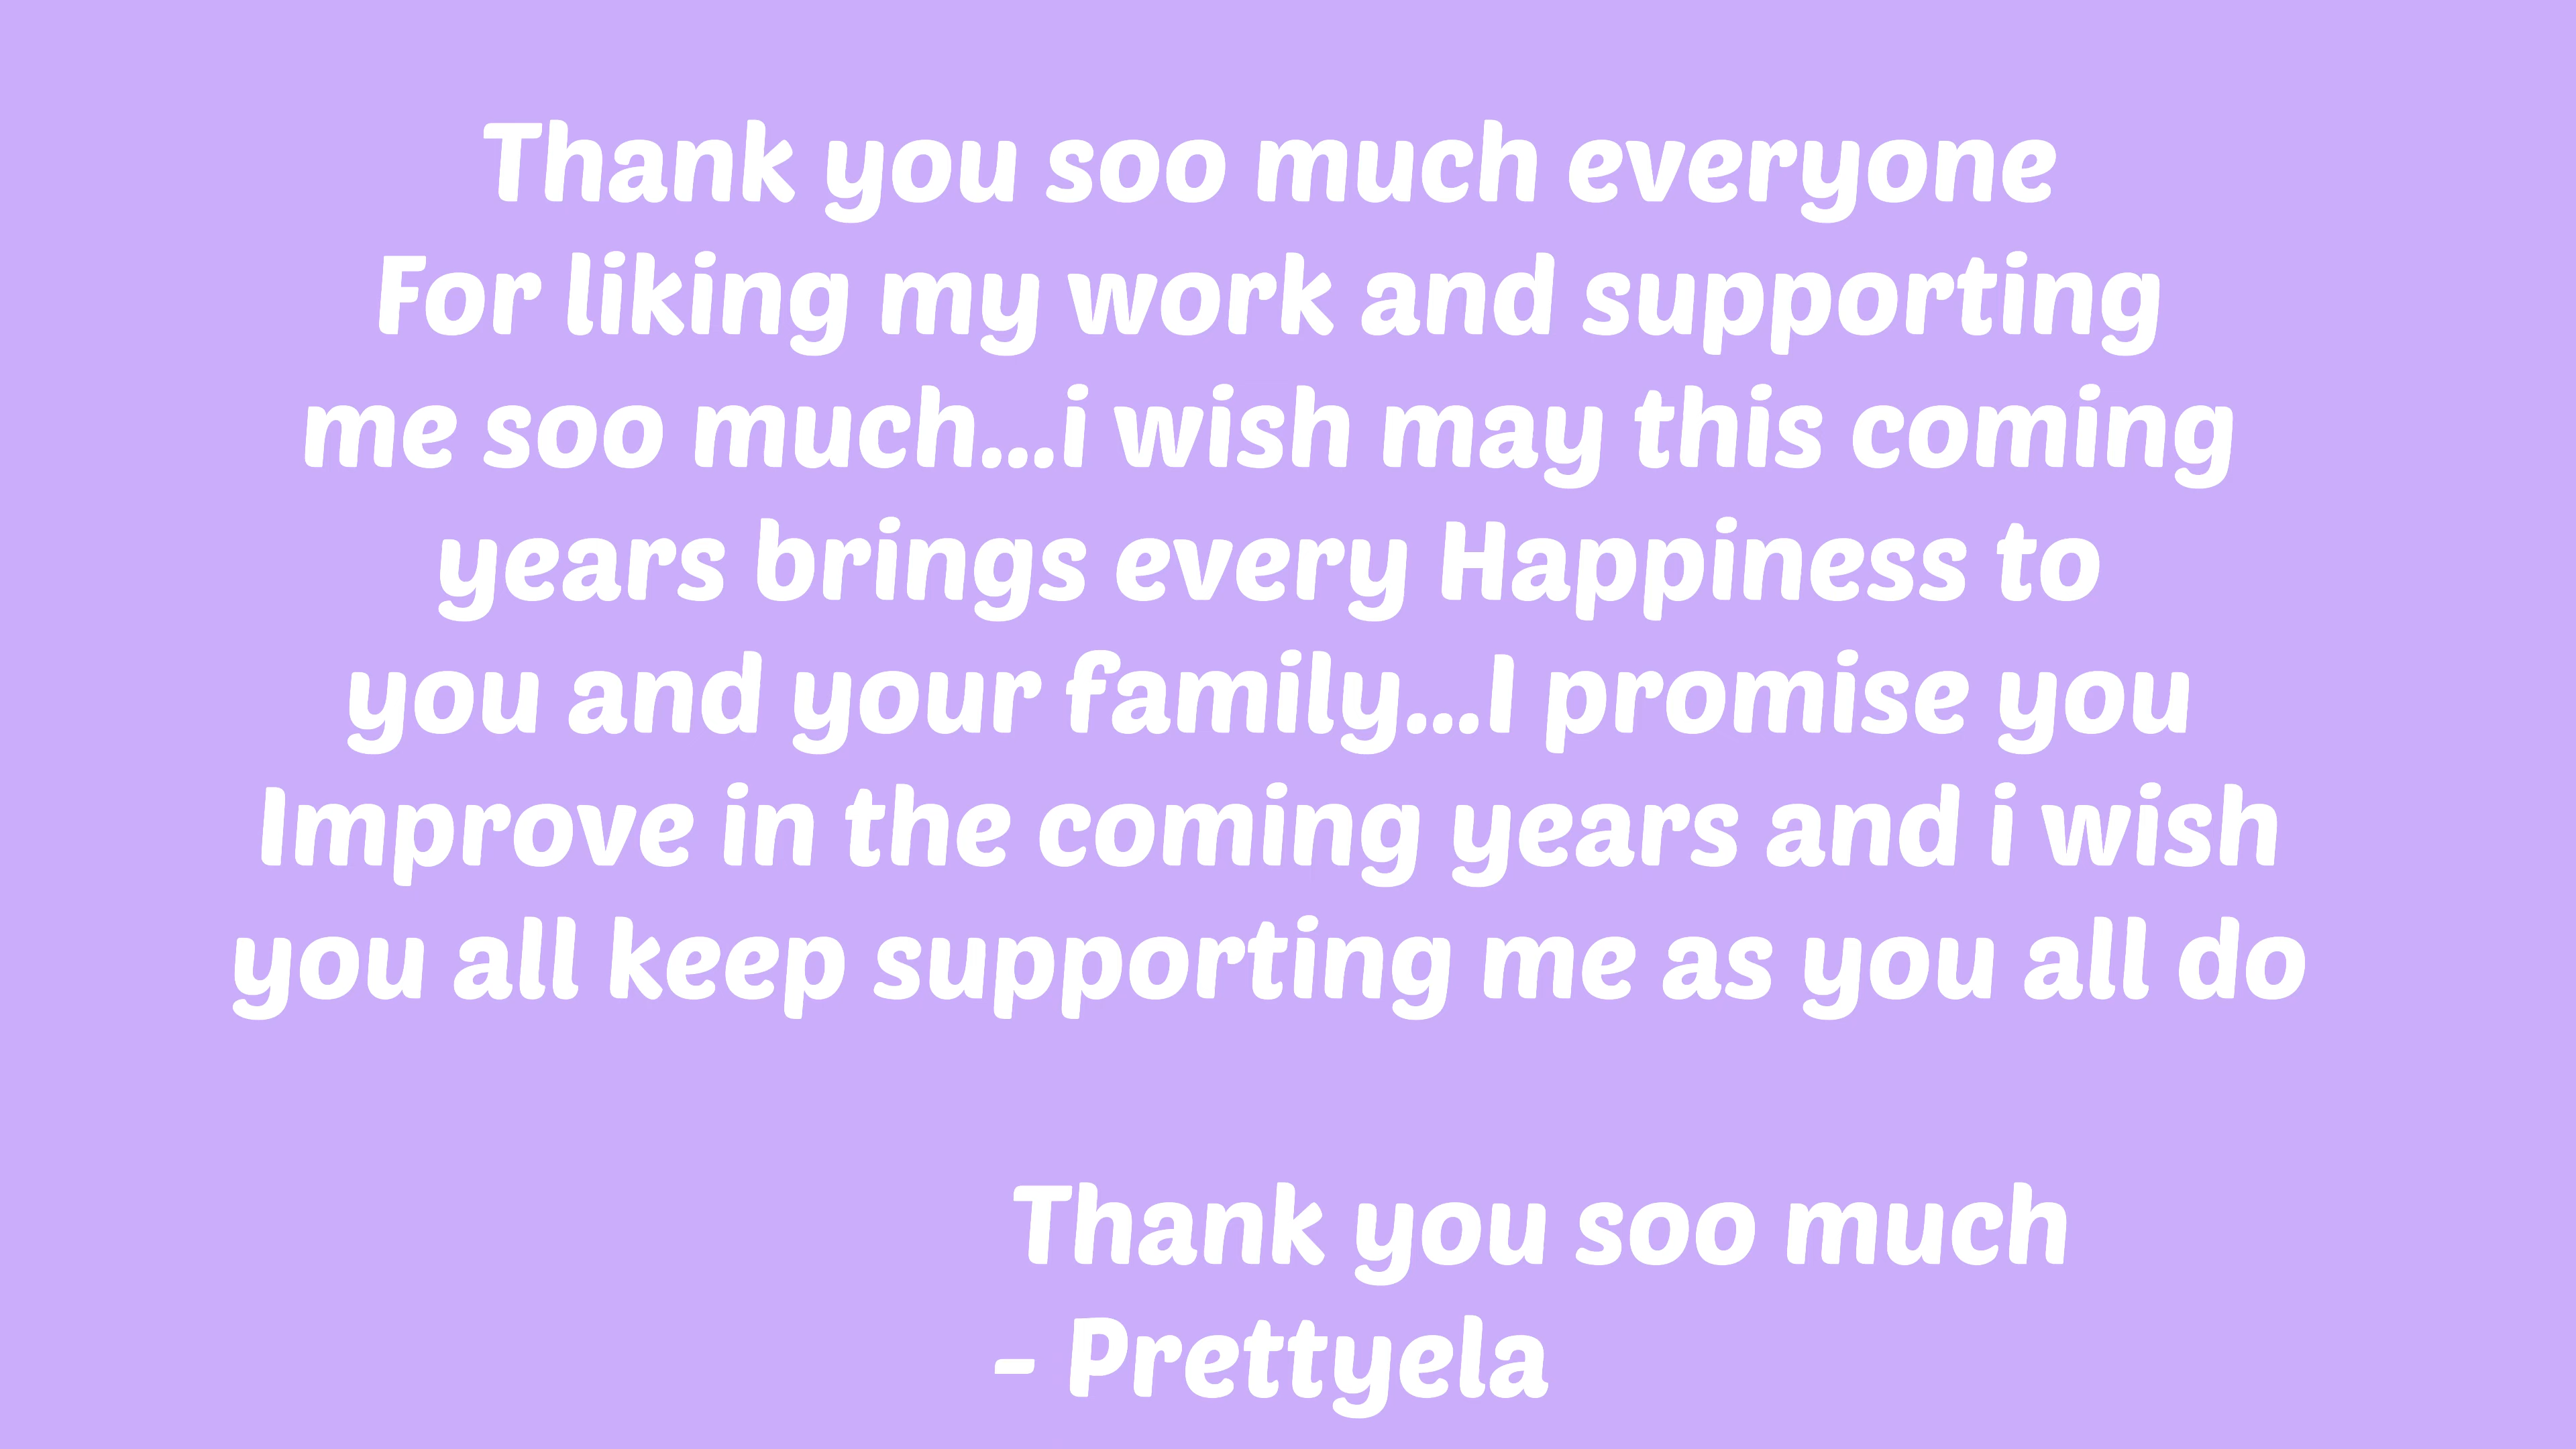 Thank you soo much everyone
For liking my work and supporting
me soo much...i wish may this coming
years brings every Happiness to
you and your family...I promise you
Improve in the coming years and i wish
you all keep supporting me as you all do
Thank you soo much
- Prettyela